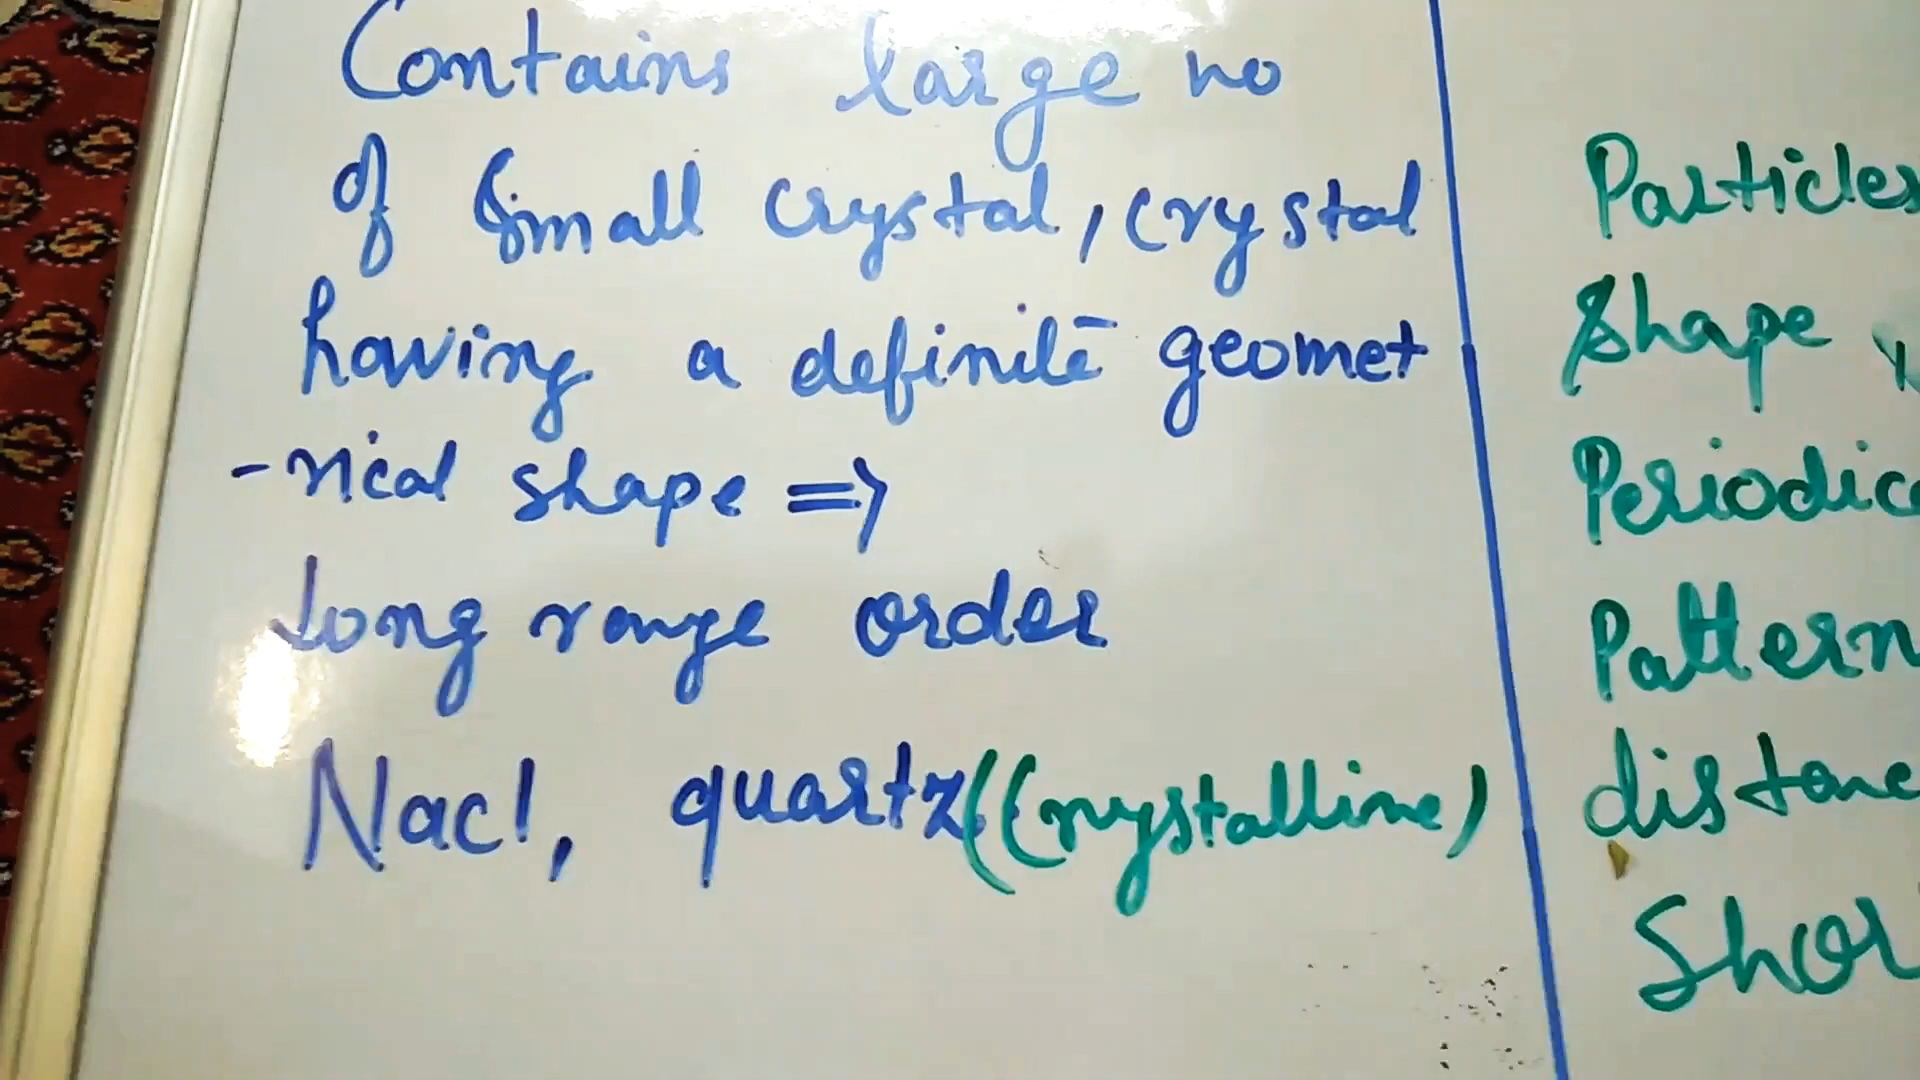 Contains large no
of Small crystal, crystal
having a definite geomet
-rical shape =>
Long range order
Nacl, quartz (Crystalline)
Particles
Shape
Periodic
Pattern
distanc
Shor